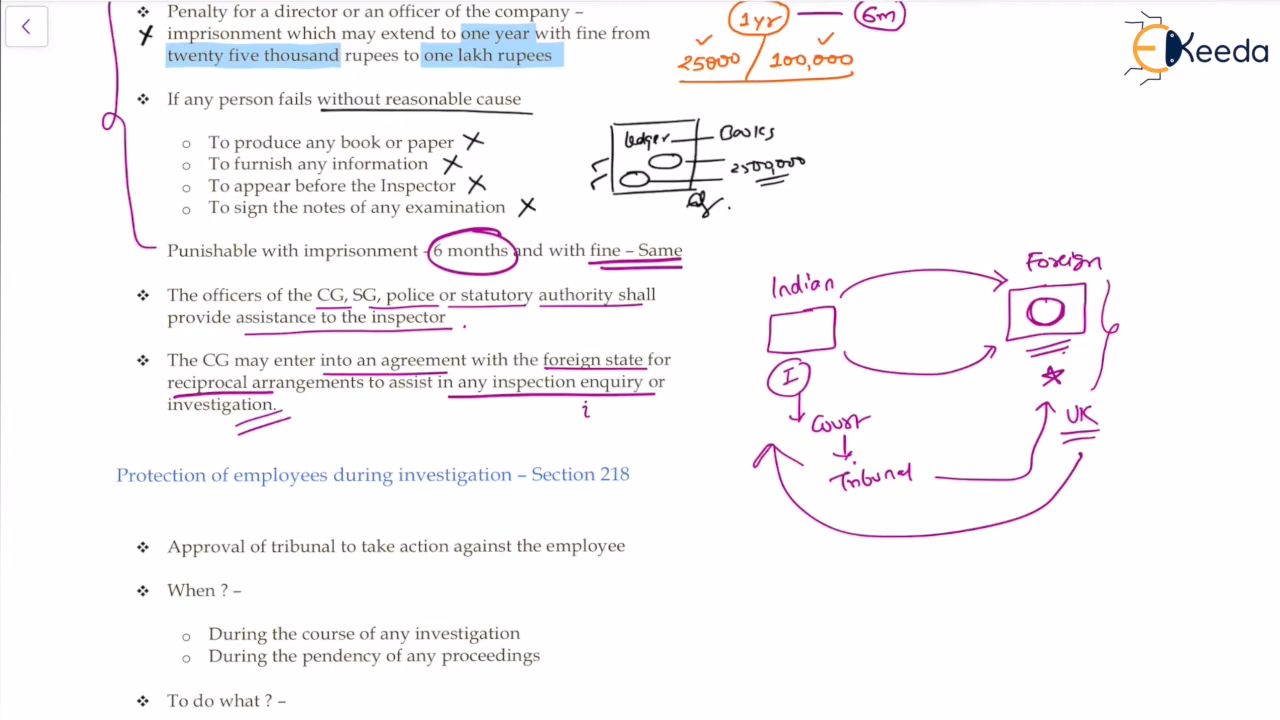 Penalty for a director or an officer of the company –
imprisonment which may extend to one year with fine from
twenty five thousand rupees to one lakh rupees
1yr — 6m
25000 / 100,000
Keeda
If any person fails without reasonable cause
To produce any book or paper
To furnish any information
To appear before the Inspector
To sign the notes of any examination
ledger
Books
2500,000
Punishable with imprisonment - 6 months and with fine – Same
The officers of the CG, SG, police or statutory authority shall
provide assistance to the inspector
The CG may enter into an agreement with the foreign state for
reciprocal arrangements to assist in any inspection enquiry or
investigation.
i
Indian
Foreign
I
Court
Tribunal
UK
Protection of employees during investigation – Section 218
Approval of tribunal to take action against the employee
When ? –
During the course of any investigation
During the pendency of any proceedings
To do what ? –